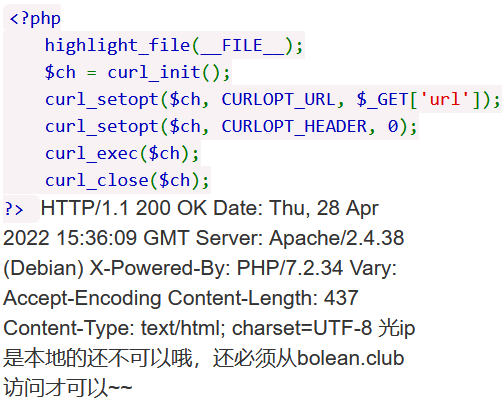 <?php
highlight_file(__FILE__);
$ch = curl_init();
curl_setopt($ch, CURLOPT_URL, $_GET['url']);
curl_setopt($ch, CURLOPT_HEADER, 0);
curl_exec($ch);
curl_close($ch);
?> HTTP/1.1 200 OK Date: Thu, 28 Apr
2022 15:36:09 GMT Server: Apache/2.4.38
(Debian) X-Powered-By: PHP/7.2.34 Vary:
Accept-Encoding Content-Length: 437
Content-Type: text/html; charset=UTF-8 光ip
是本地的还不可以哦，还必须从bolean.club
访问才可以~~